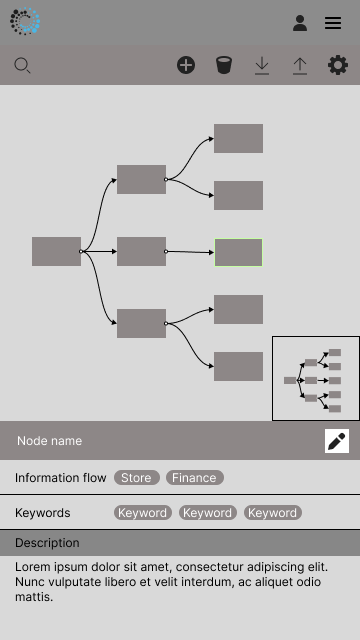 Node name
Information flow Store Finance
Keywords Keyword Keyword Keyword
Description
Lorem ipsum dolor sit amet, consectetur adipiscing elit.
Nunc vulputate libero et velit interdum, ac aliquet odio
mattis.